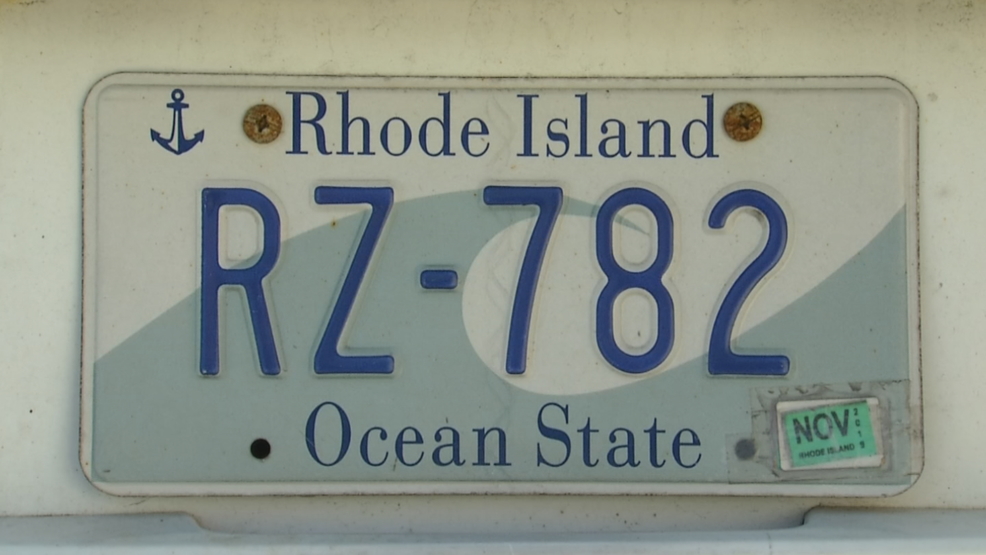 Rhode Island
RZ-782
Ocean State
NOV
RHODE ISLAND